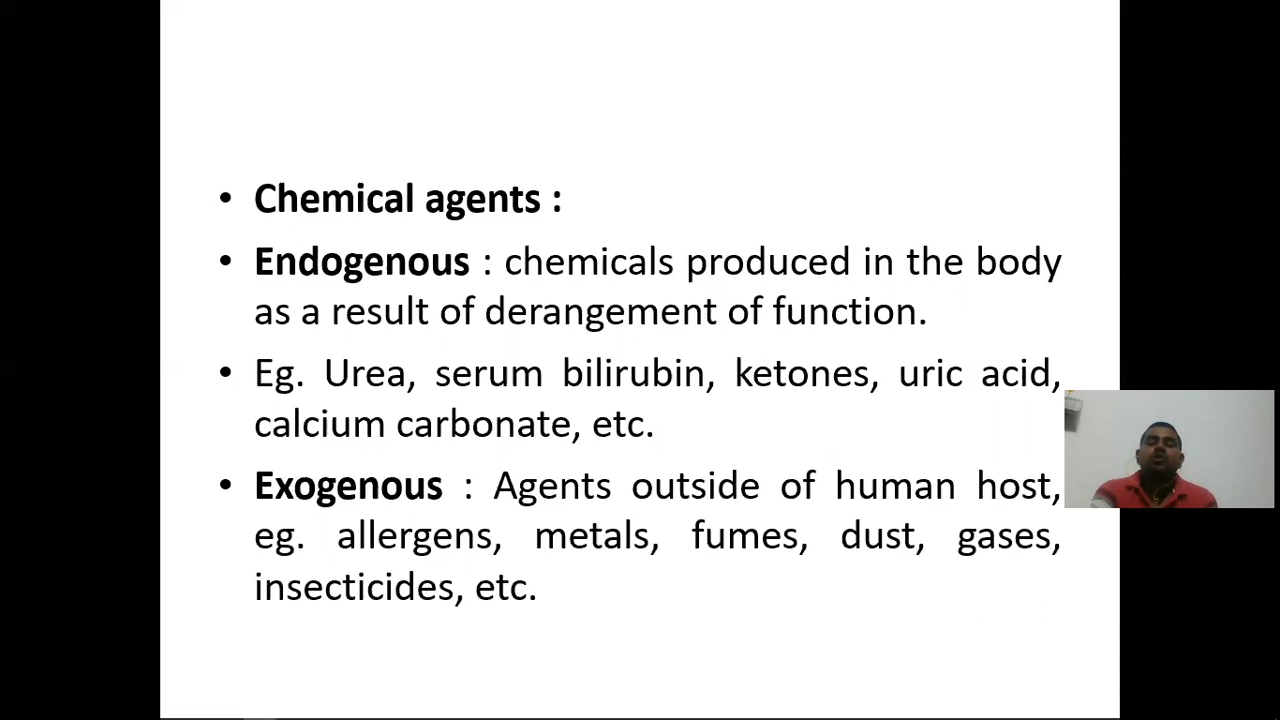 • Chemical agents :
• Endogenous : chemicals produced in the body
as a result of derangement of function.
• Eg. Urea, serum bilirubin, ketones, uric acid,
calcium carbonate, etc.
• Exogenous : Agents outside of human host,
eg. allergens, metals, fumes, dust, gases,
insecticides, etc.